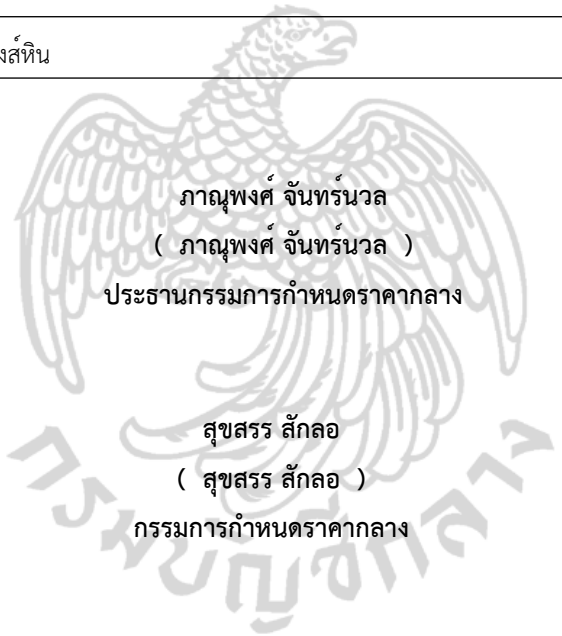 งส์หิน
ภาณุพงศ์ จันทร์นวล
( ภาณุพงศ์ จันทร์นวล )
ประธานกรรมการกำหนดราคากลาง
สุขสรร สักลอ
( สุขสรร สักลอ )
กรรมการกำหนดราคากลาง
กรมบัญชีกลาง